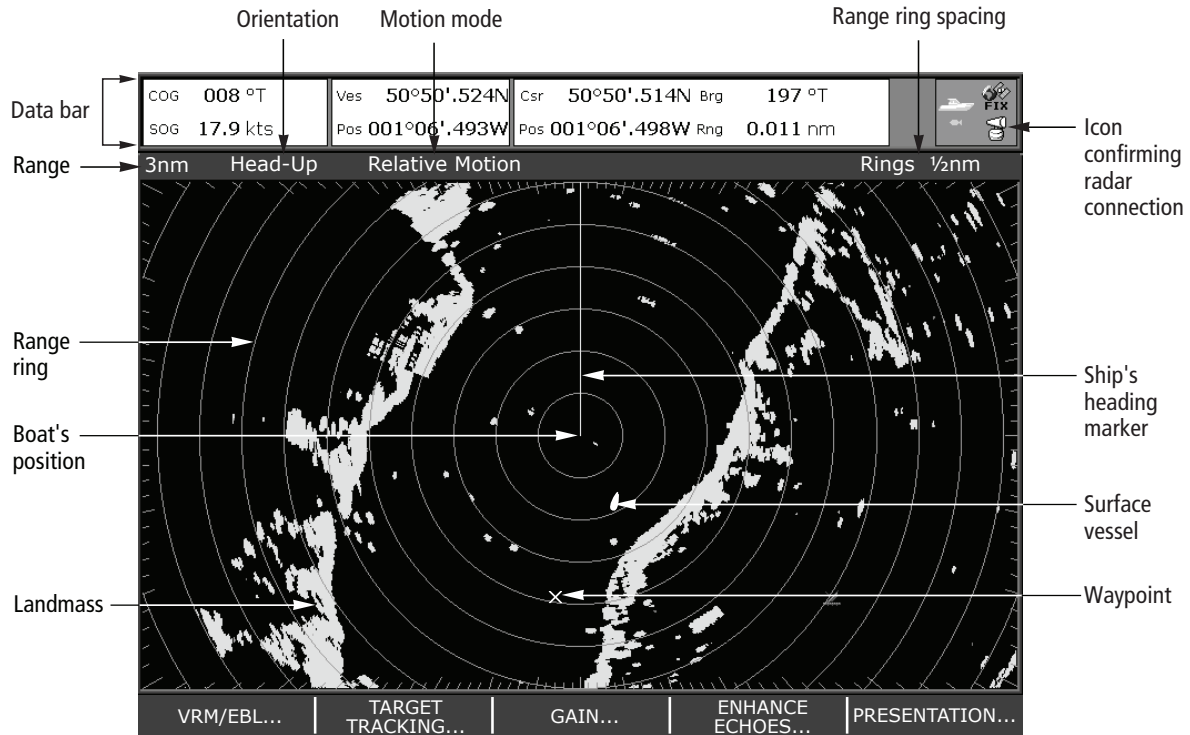 Orientation
Motion mode
Range ring spacing
Data bar
COG 008 °T
SOG 17.9 kts
Ves 50°50'.524N
Pos 001°06'.493W
Csr 50°50'.514N Brg 197 °T
Pos 001°06'.498W Rng 0.011 nm
FIX
Icon
confirming
radar
connection
Range
3nm Head-Up Relative Motion Rings ½nm
Range
ring
Boat's
position
Landmass
Ship's
heading
marker
Surface
vessel
Waypoint
VRM/EBL...
TARGET
TRACKING...
GAIN...
ENHANCE
ECHOES...
PRESENTATION...